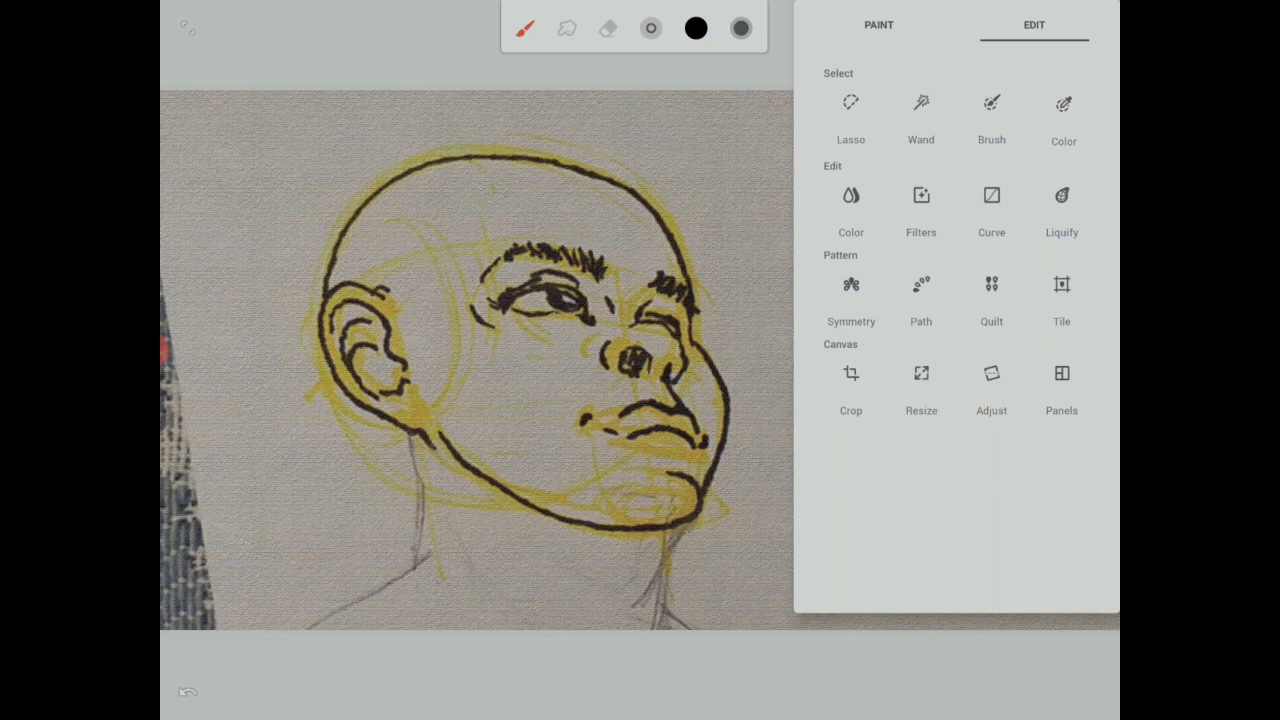 PAINT EDIT
Select
Lasso Wand Brush Color
Edit
Color Filters Curve Liquify
Pattern
Symmetry Path Quilt Tile
Canvas
Crop Resize Adjust Panels